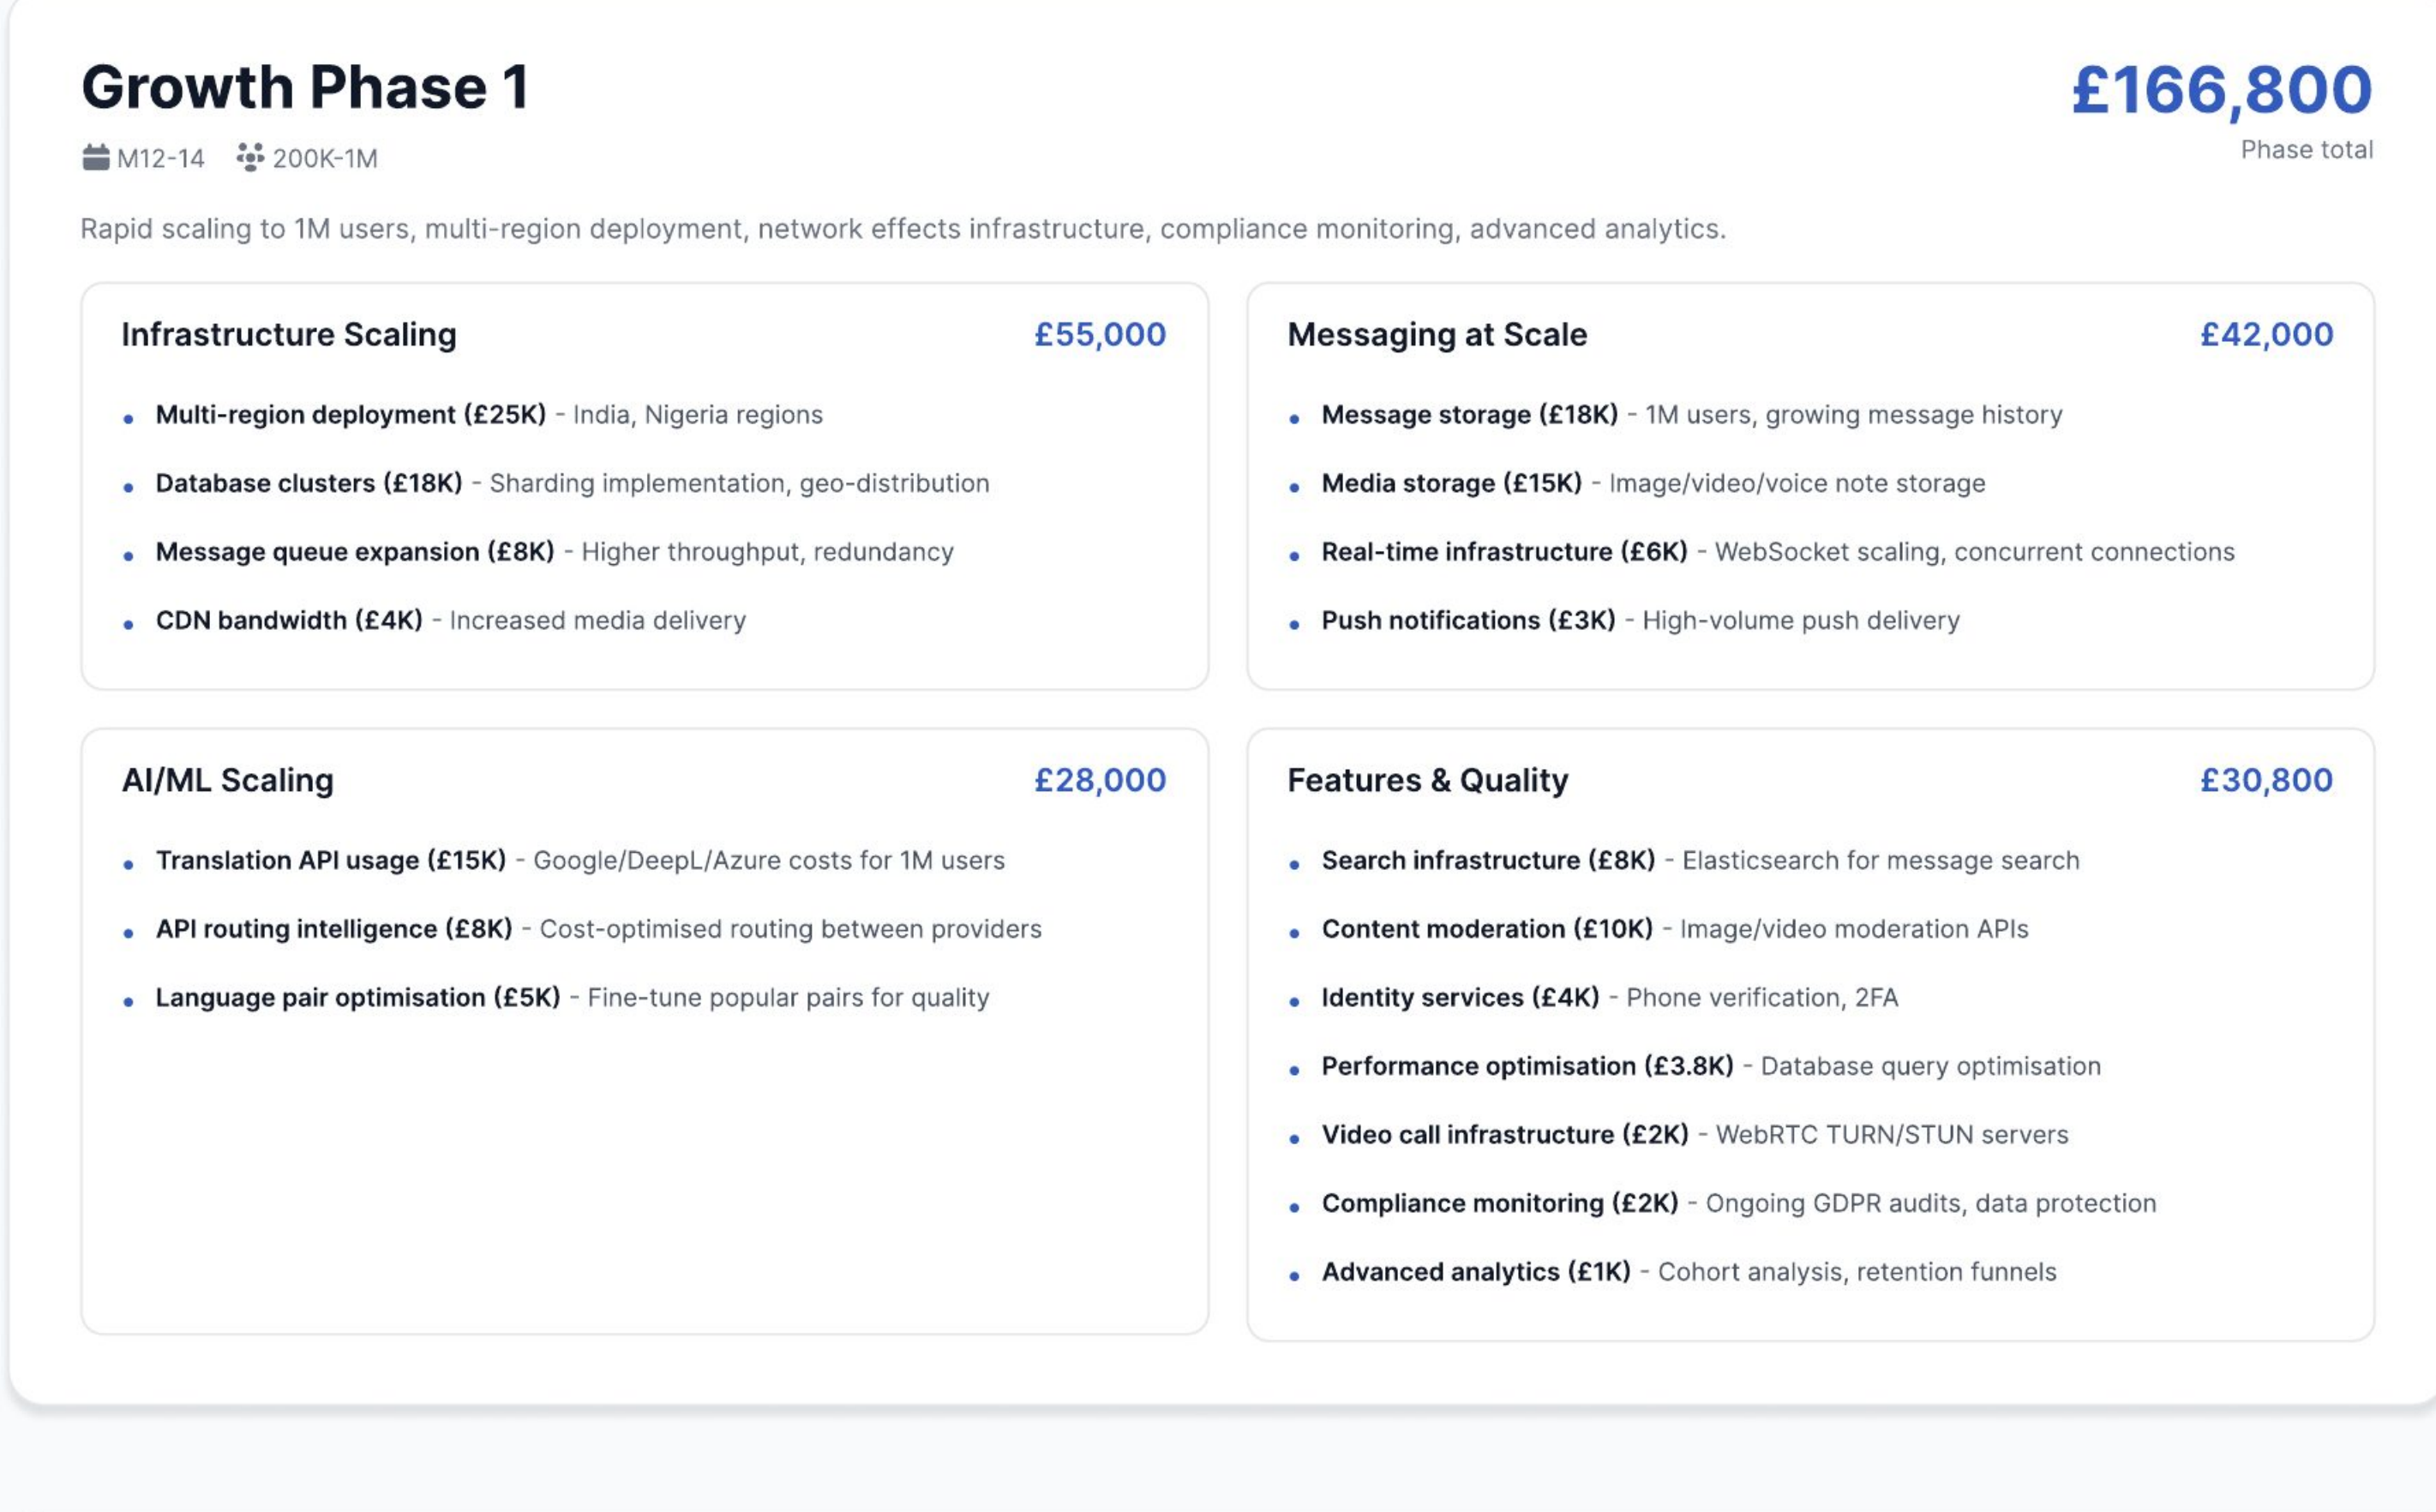 Growth Phase 1
£166,800
M12-14 200K-1M
Phase total
Rapid scaling to 1M users, multi-region deployment, network effects infrastructure, compliance monitoring, advanced analytics.
Infrastructure Scaling £55,000
Multi-region deployment (£25K) - India, Nigeria regions
Database clusters (£18K) - Sharding implementation, geo-distribution
Message queue expansion (£8K) - Higher throughput, redundancy
CDN bandwidth (£4K) - Increased media delivery
Messaging at Scale £42,000
Message storage (£18K) - 1M users, growing message history
Media storage (£15K) - Image/video/voice note storage
Real-time infrastructure (£6K) - WebSocket scaling, concurrent connections
Push notifications (£3K) - High-volume push delivery
AI/ML Scaling £28,000
Translation API usage (£15K) - Google/DeepL/Azure costs for 1M users
API routing intelligence (£8K) - Cost-optimised routing between providers
Language pair optimisation (£5K) - Fine-tune popular pairs for quality
Features & Quality £30,800
Search infrastructure (£8K) - Elasticsearch for message search
Content moderation (£10K) - Image/video moderation APIs
Identity services (£4K) - Phone verification, 2FA
Performance optimisation (£3.8K) - Database query optimisation
Video call infrastructure (£2K) - WebRTC TURN/STUN servers
Compliance monitoring (£2K) - Ongoing GDPR audits, data protection
Advanced analytics (£1K) - Cohort analysis, retention funnels